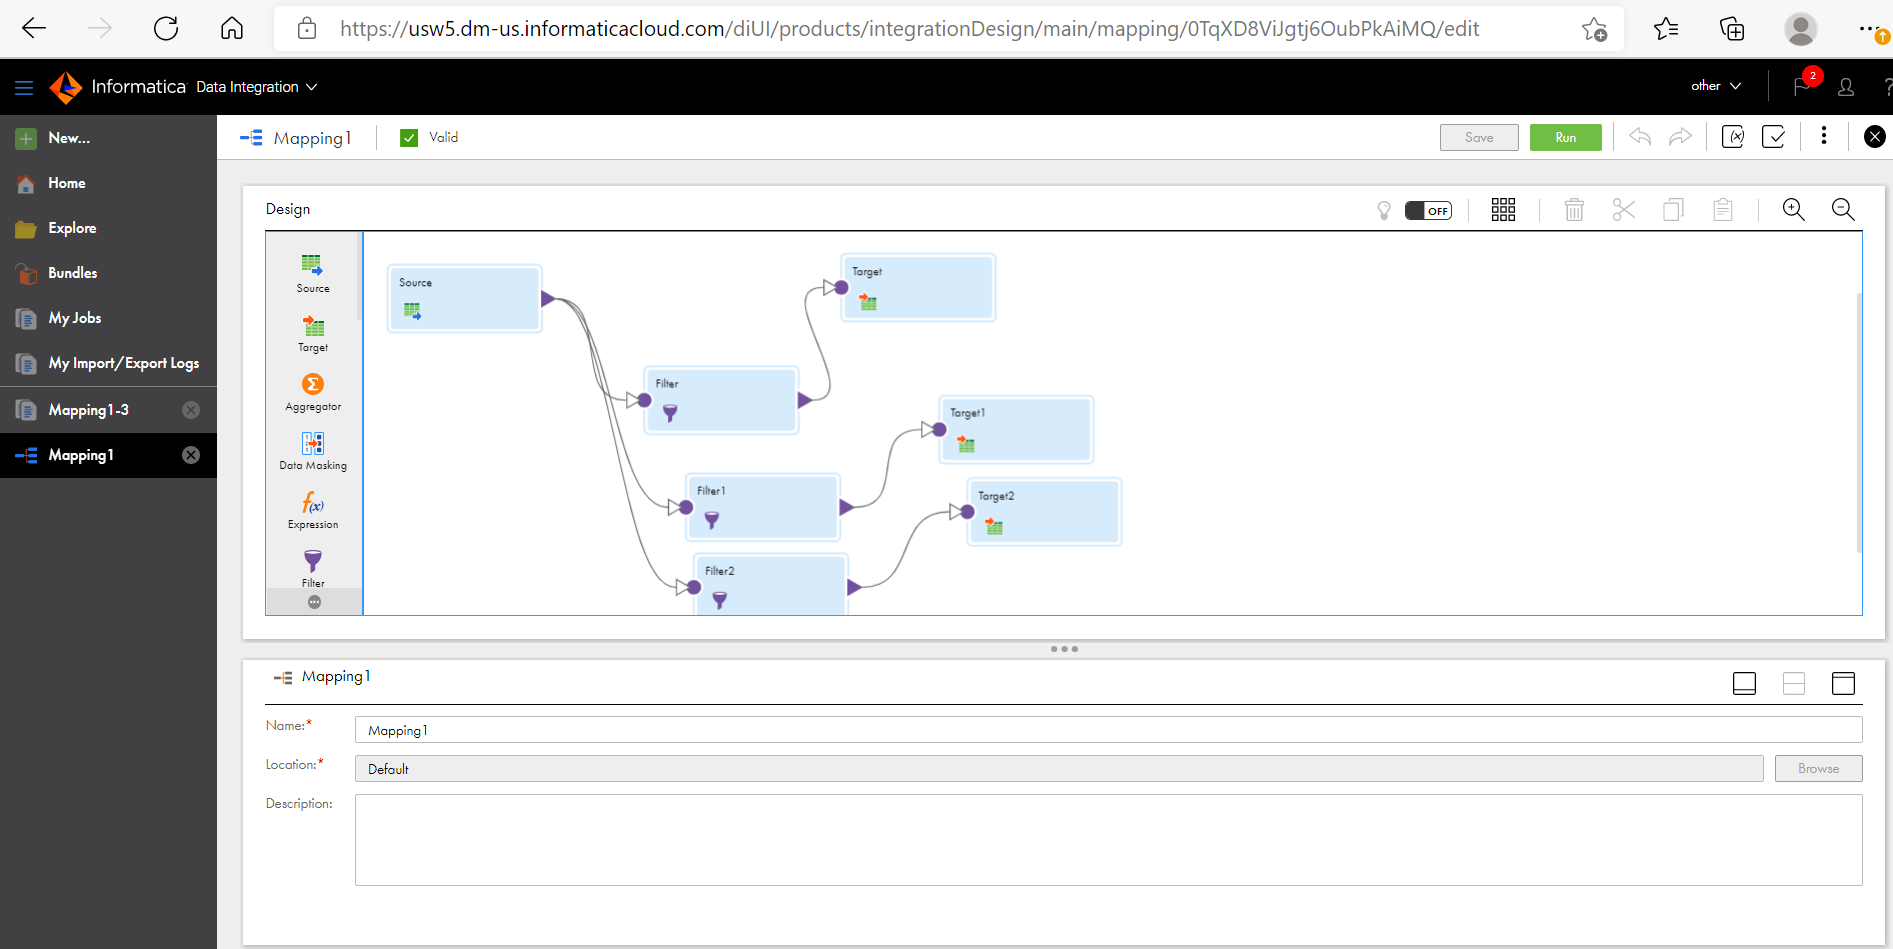 https://usw5.dm-us.informaticacloud.com/diUI/products/integrationDesign/main/mapping/0TqXD8ViJgtj6OubPkAiMQ/edit
Informatica Data Integration
other
2
?
New...
Home
Explore
Bundles
My Jobs
My Import/Export Logs
Mapping1-3
Mapping1
Mapping1
Valid
Save
Run
Design
OFF
Source
Target
Aggregator
Data Masking
Expression
Filter
Source
Target
Filter
Target1
Filter1
Target2
Filter2
Mapping1
Name:*
Mapping1
Location:*
Default
Browse
Description: